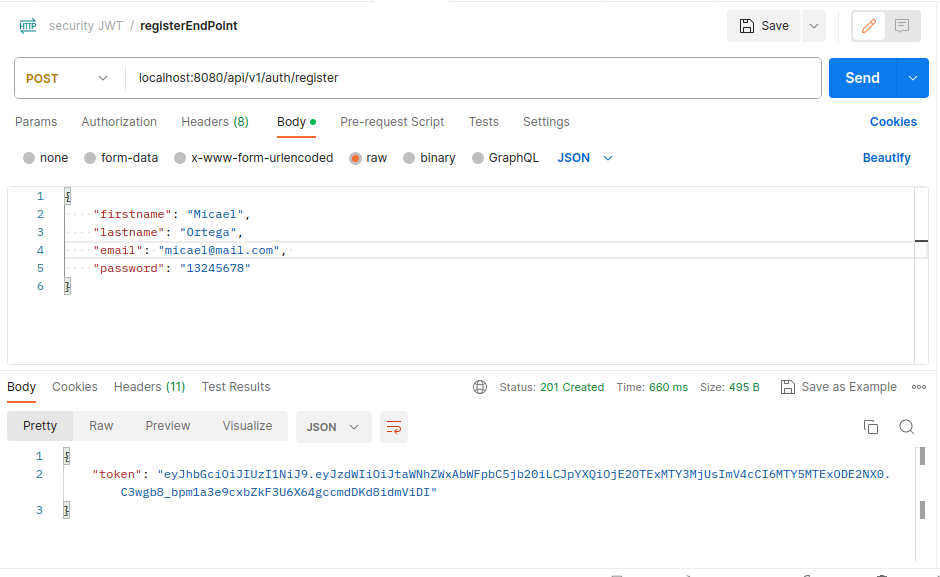 HTTP security JWT / registerEndPoint Save
POST localhost:8080/api/v1/auth/register Send
Params Authorization Headers (8) Body Pre-request Script Tests Settings Cookies
none form-data x-www-form-urlencoded raw binary GraphQL JSON Beautify
1 {
2 "firstname": "Micael",
3 "lastname": "Ortega",
4 "email": "micael@mail.com",
5 "password": "13245678"
6 }
Body Cookies Headers (11) Test Results Status: 201 Created Time: 660 ms Size: 495 B Save as Example
Pretty Raw Preview Visualize JSON
1 {
2 "token": "eyJhbGciOiJIUzI1NiJ9.eyJzdWIiOiJtaWNhZWxAbWFpbC5jb20iLCJpYXQiOjE2OTExMTY3MjUsImV4cCI6MTY5MTExODE2NX0.
C3wgb8_bpm1a3e9cxbZkF3U6X64gccmdDKd8idmViDI"
3 }